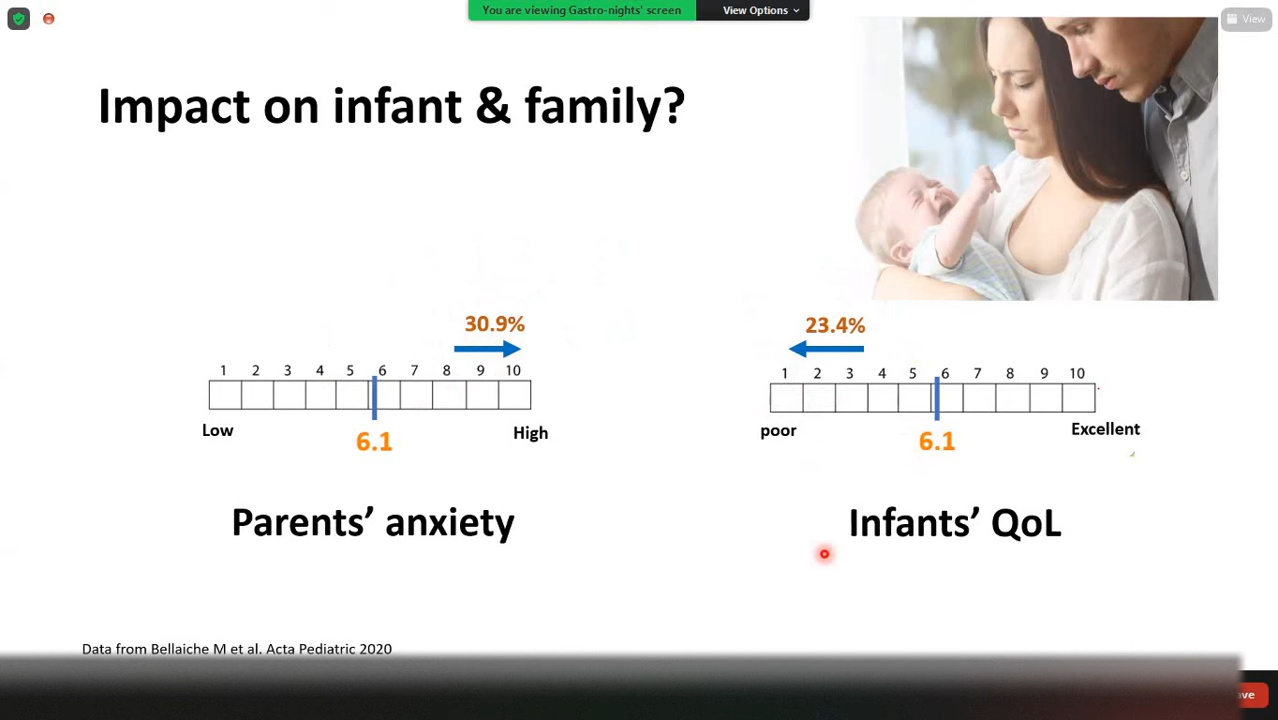 You are viewing Gastro-nights' screen
View Options
View
Impact on infant & family?
30.9%
1 2 3 4 5 6 7 8 9 10
Low
High
6.1
Parents’ anxiety
23.4%
1 2 3 4 5 6 7 8 9 10
poor
Excellent
6.1
Infants’ QoL
Data from Bellaiche M et al. Acta Pediatric 2020